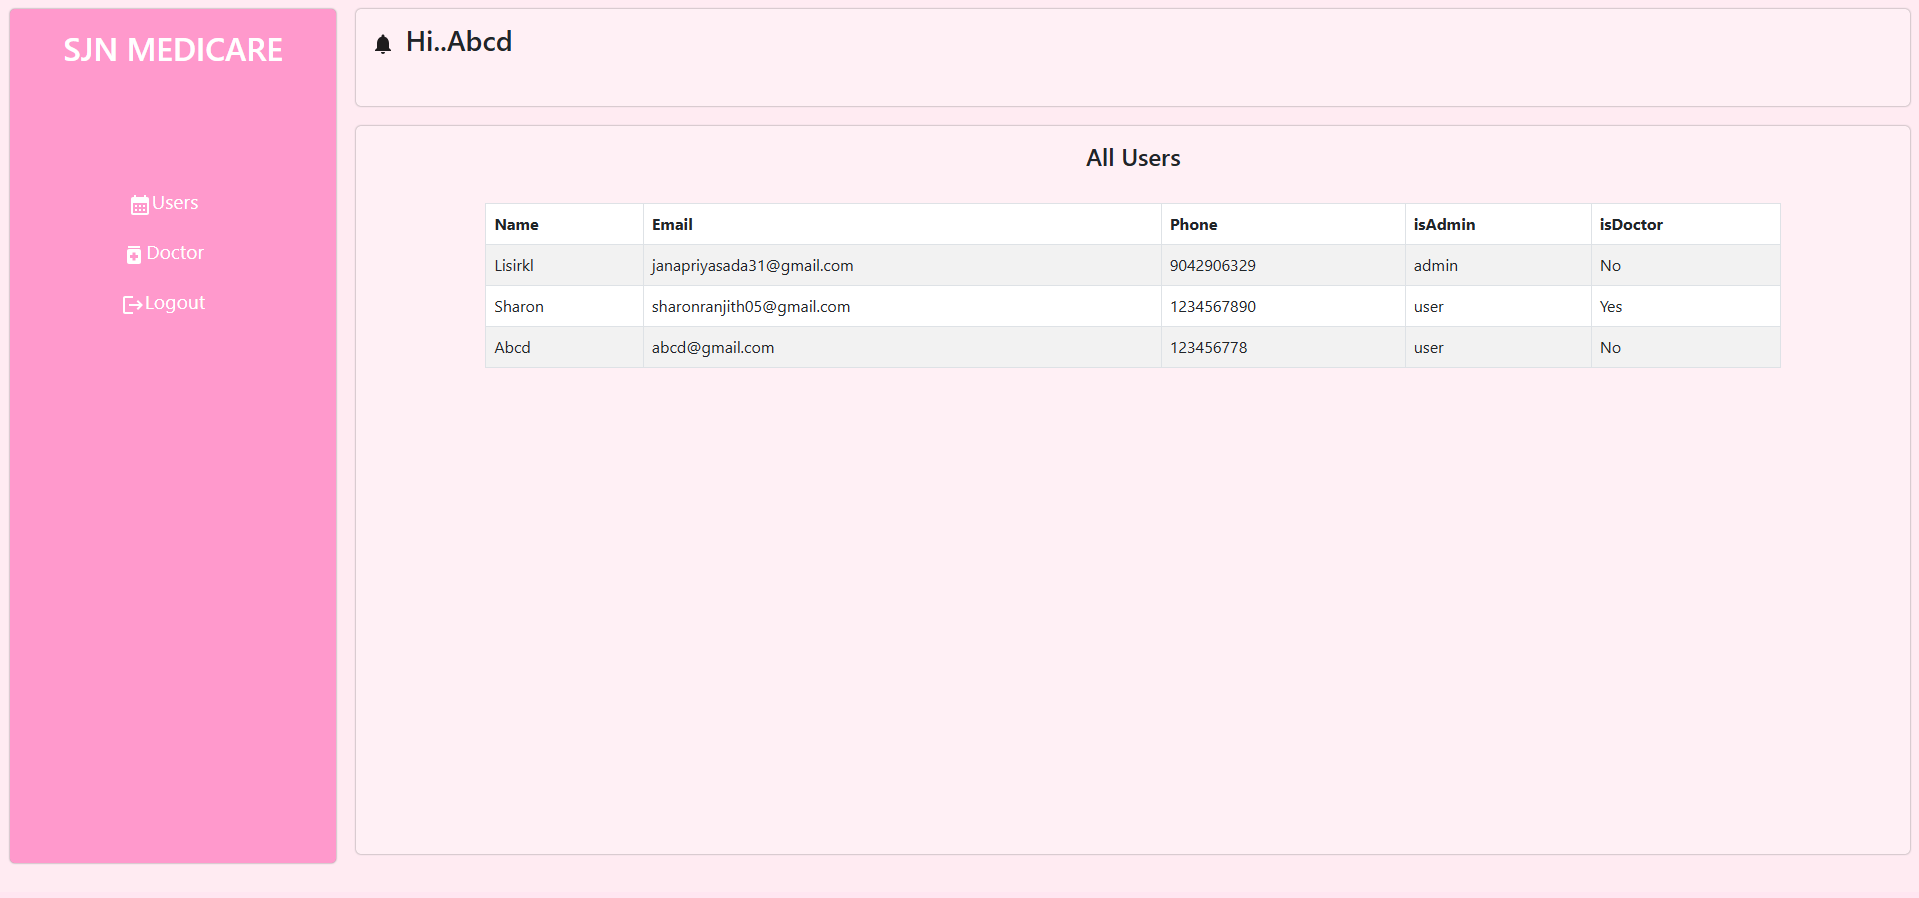 SJN MEDICARE
Users
Doctor
Logout
Hi..Abcd
All Users
Name Email Phone isAdmin isDoctor
Lisirkl janapriyasada31@gmail.com 9042906329 admin No
Sharon sharonranjith05@gmail.com 1234567890 user Yes
Abcd abcd@gmail.com 123456778 user No